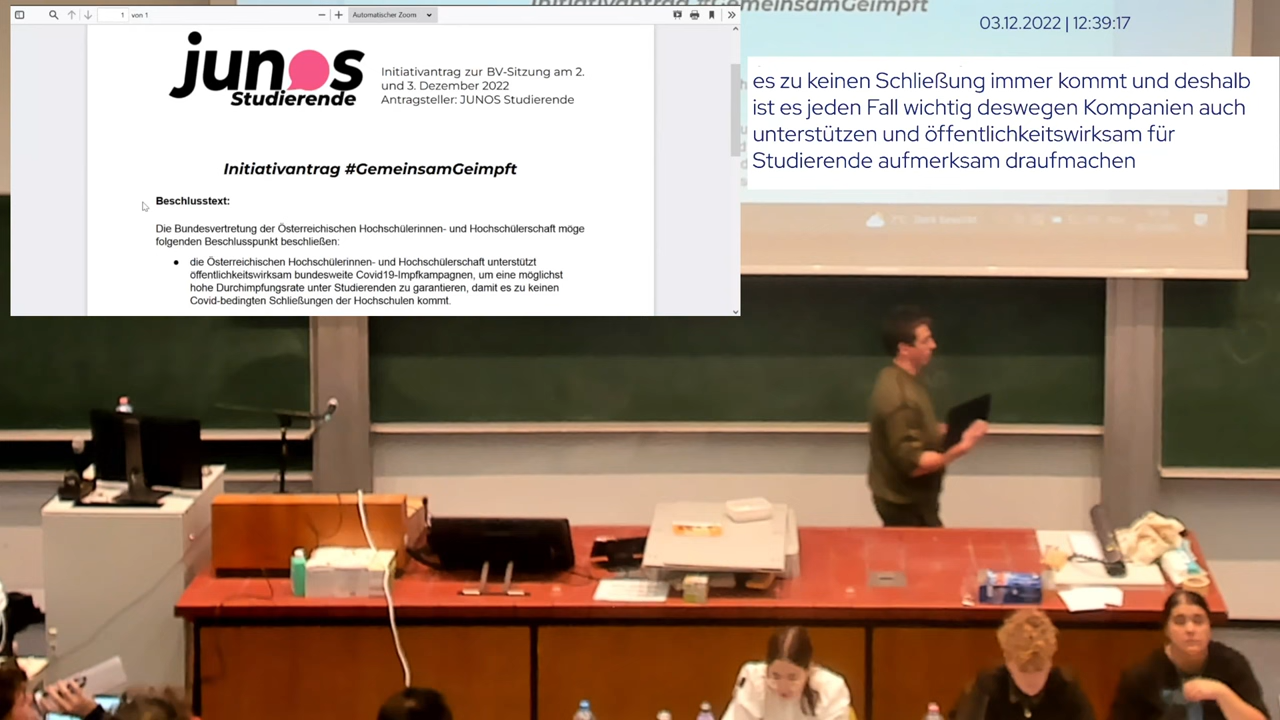 1 von 1
Automatischer Zoom
Initiativantrag #GemeinsamGeimpft
03.12.2022 | 12:39:17
junos
Studierende
Initiativantrag zur BV-Sitzung am 2.
und 3. Dezember 2022
Antragsteller: JUNOS Studierende
es zu keinen Schließung immer kommt und deshalb
ist es jeden Fall wichtig deswegen Kompanien auch
unterstützen und öffentlichkeitswirksam für
Studierende aufmerksam draufmachen
Initiativantrag #GemeinsamGeimpft
Beschlusstext:
Die Bundesvertretung der Österreichischen Hochschülerinnen- und Hochschülerschaft möge
folgenden Beschlusspunkt beschließen:
● die Österreichischen Hochschülerinnen- und Hochschülerschaft unterstützt
öffentlichkeitswirksam bundesweite Covid19-Impfkampagnen, um eine möglichst
hohe Durchimpfungsrate unter Studierenden zu garantieren, damit es zu keinen
Covid-bedingten Schließungen der Hochschulen kommt.